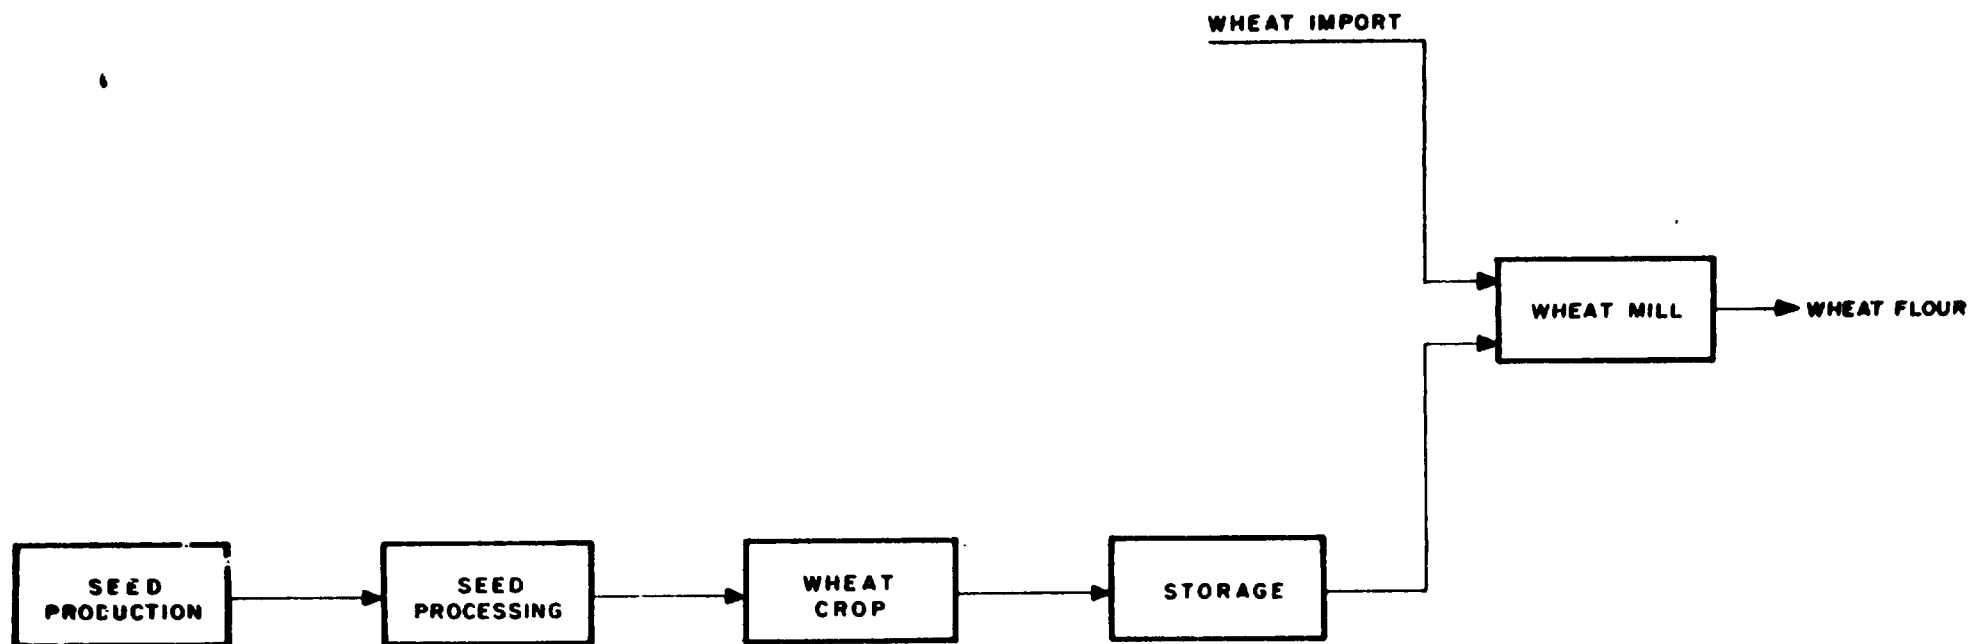 WHEAT IMPORT
WHEAT MILL
WHEAT FLOUR
SEED
PRODUCTION
SEED
PROCESSING
WHEAT
CROP
STORAGE